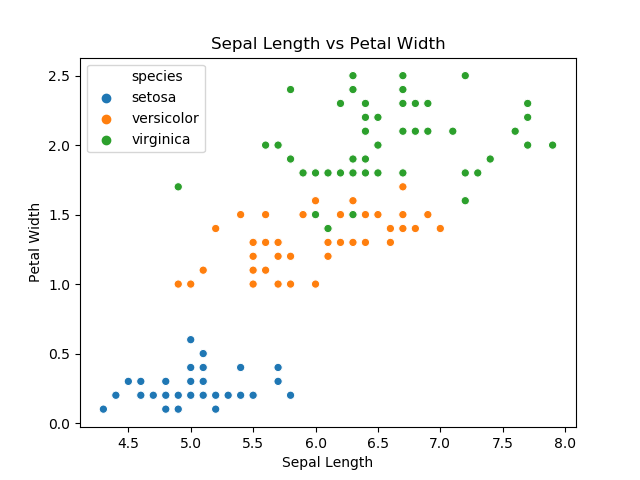 Sepal Length vs Petal Width
species
setosa
versicolor
virginica
Petal Width
2.5
2.0
1.5
1.0
0.5
0.0
4.5 5.0 5.5 6.0 6.5 7.0 7.5 8.0
Sepal Length